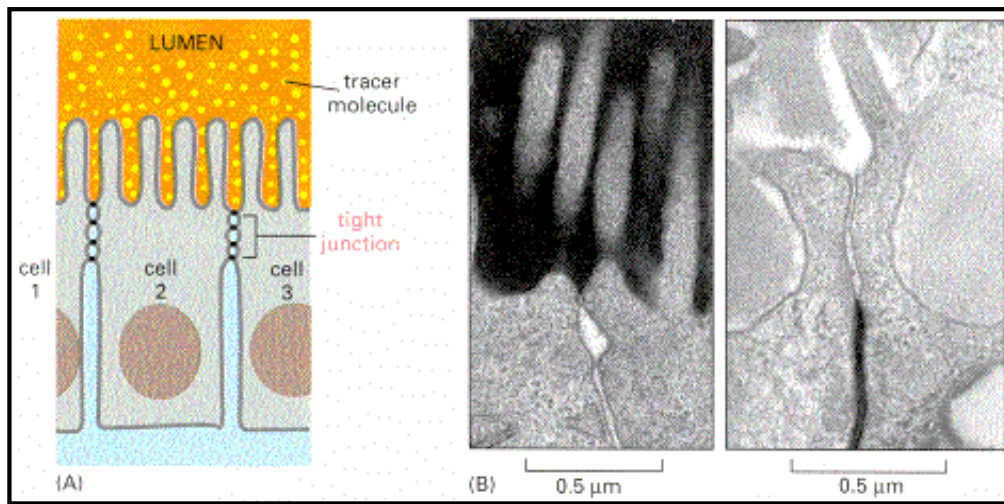 LUMEN
tracer
molecule
tight
junction
cell
1
cell
2
cell
3
(A)
(B)
0.5 µm
0.5 µm